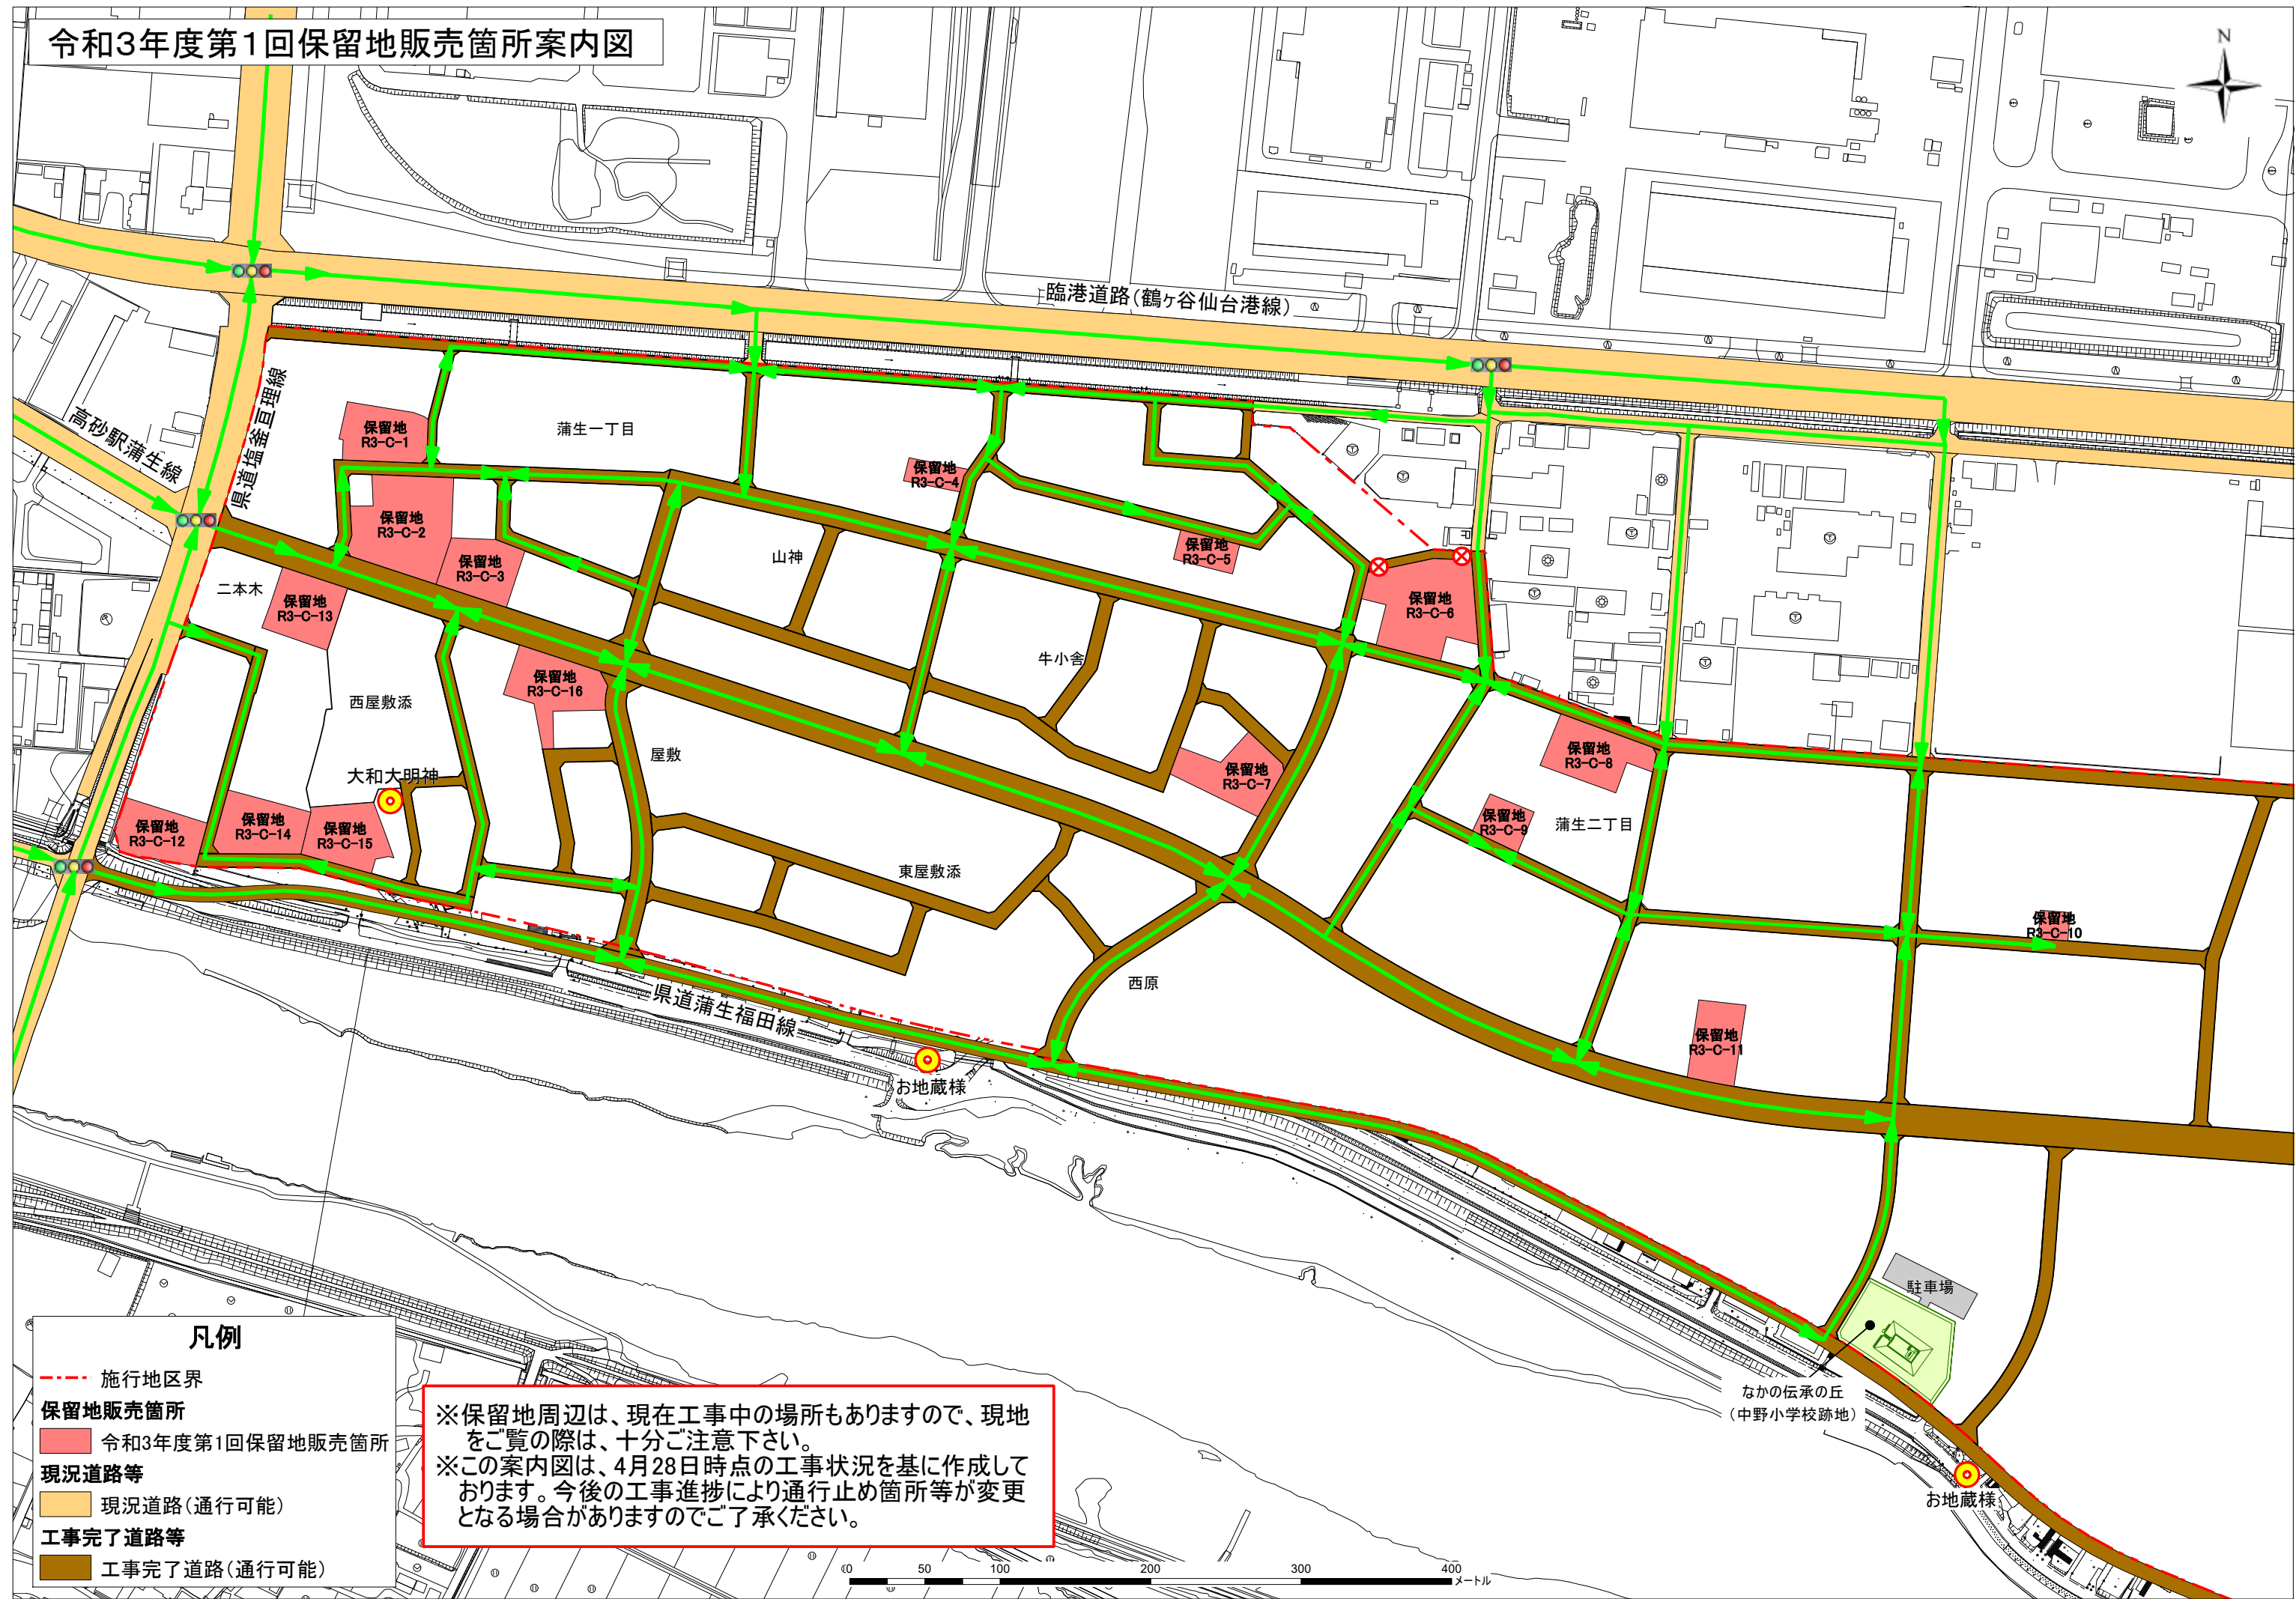 令和3年度第1回保留地販売箇所案内図
N
臨港道路(鶴ヶ谷仙台港線)
高砂駅蒲生線
県道塩釜亘理線
保留地
R3-C-1
蒲生一丁目
保留地
R3-C-4
保留地
R3-C-2
保留地
R3-C-3
山神
保留地
R3-C-5
二本木
保留地
R3-C-13
保留地
R3-C-6
牛小舎
保留地
R3-C-16
西屋敷添
屋敷
保留地
R3-C-7
保留地
R3-C-8
大和大明神
保留地
R3-C-12
保留地
R3-C-14
保留地
R3-C-15
保留地
R3-C-9
蒲生二丁目
東屋敷添
保留地
R3-C-10
西原
県道蒲生福田線
保留地
R3-C-11
お地蔵様
駐車場
なかの伝承の丘
(中野小学校跡地)
お地蔵様
凡例
施行地区界
保留地販売箇所
令和3年度第1回保留地販売箇所
現況道路等
現況道路(通行可能)
工事完了道路等
工事完了道路(通行可能)
※保留地周辺は、現在工事中の場所もありますので、現地
をご覧の際は、十分ご注意下さい。
※この案内図は、4月28日時点の工事状況を基に作成して
おります。今後の工事進捗により通行止め箇所等が変更
となる場合がありますのでご了承ください。
0 50 100 200 300 400
メートル